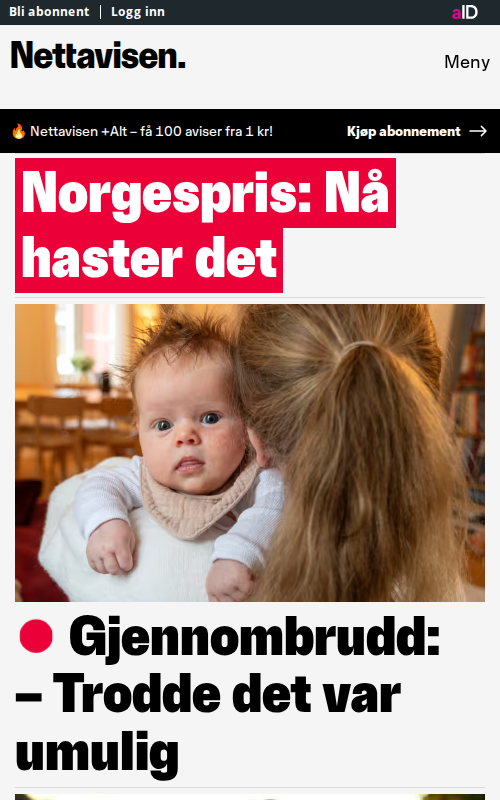 Bli abonnent | Logg inn
aID
Nettavisen.
Meny
🔥 Nettavisen +Alt – få 100 aviser fra 1 kr!
Kjøp abonnement →
Norgespris: Nå
haster det
Gjennombrudd:
– Trodde det var
umulig